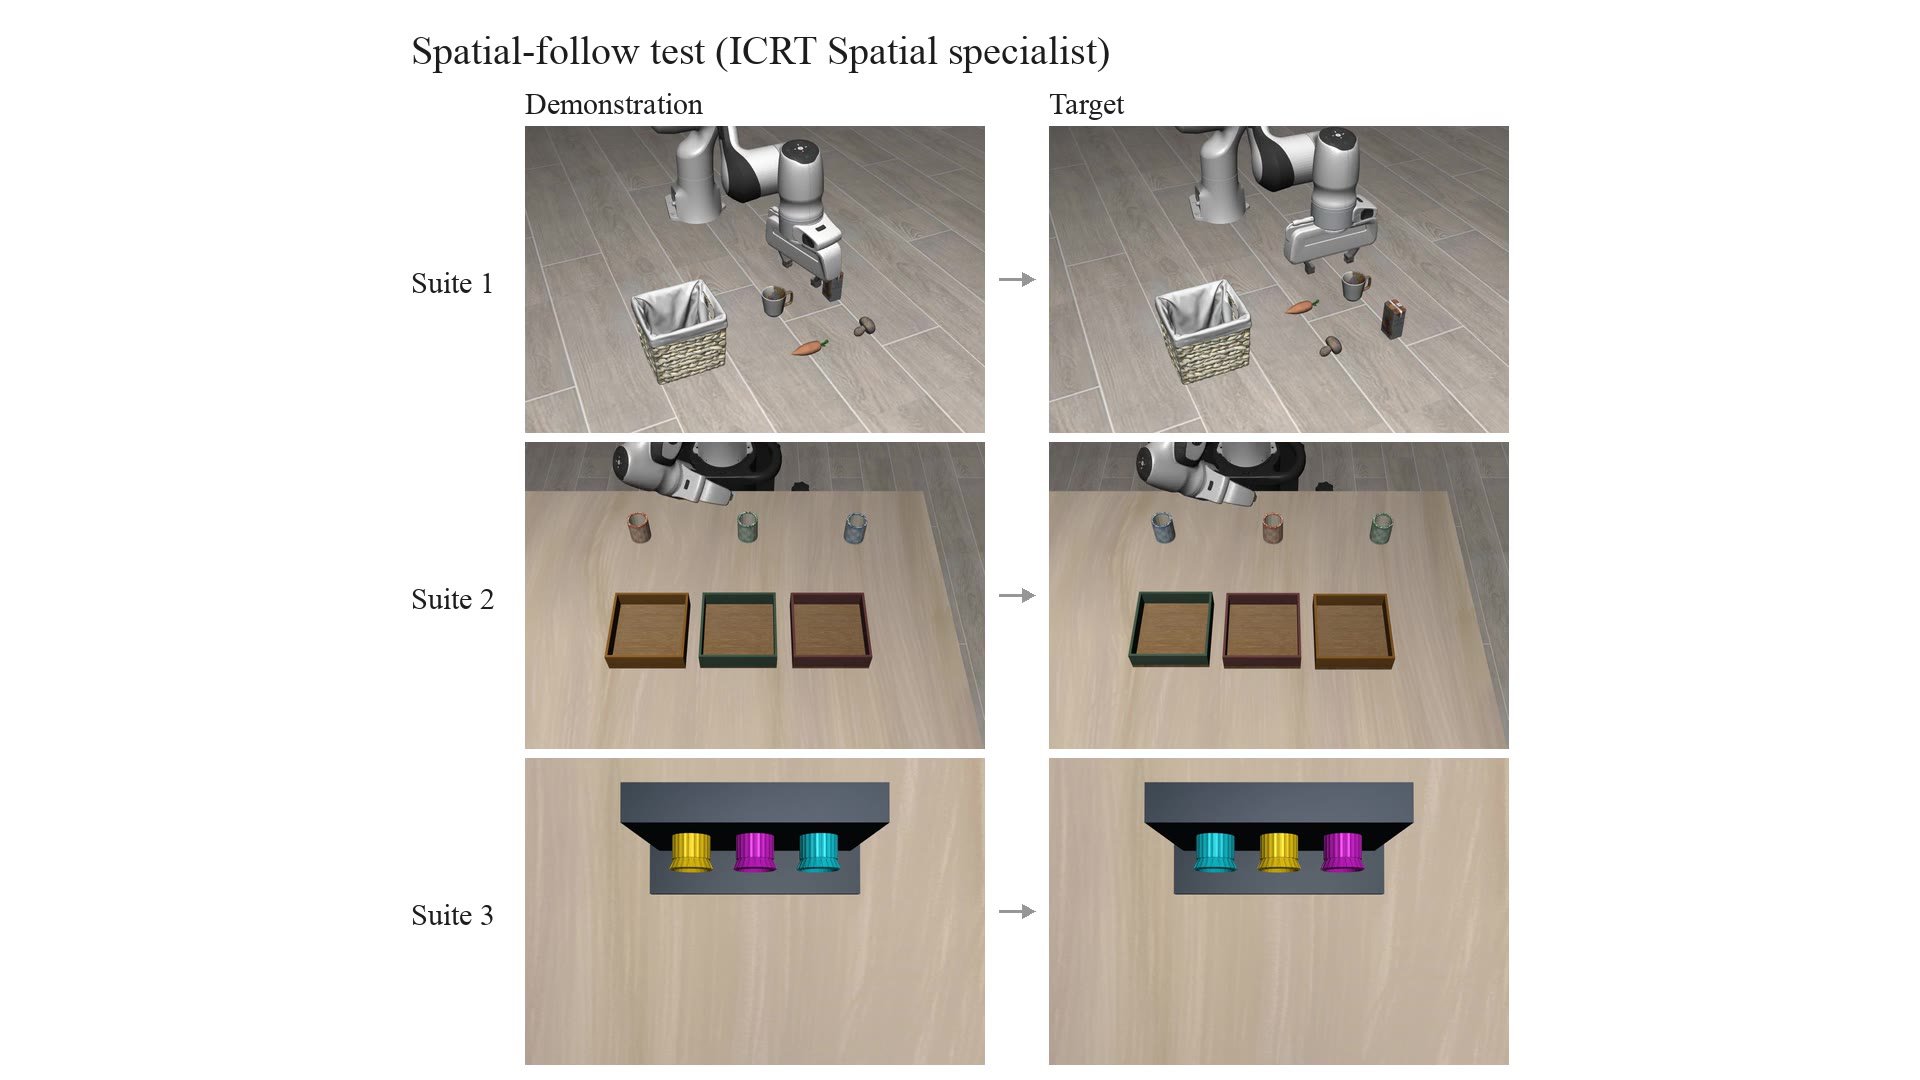 Spatial-follow test (ICRT Spatial specialist)
Demonstration
Target
Suite 1
Suite 2
Suite 3